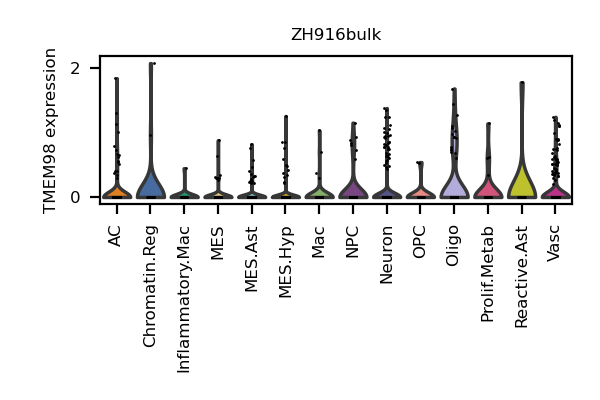 ZH916bulk
TMEM98 expression
2
0
AC
Chromatin.Reg
Inflammatory.Mac
MES
MES.Ast
MES.Hyp
Mac
NPC
Neuron
OPC
Oligo
Prolif.Metab
Reactive.Ast
Vasc